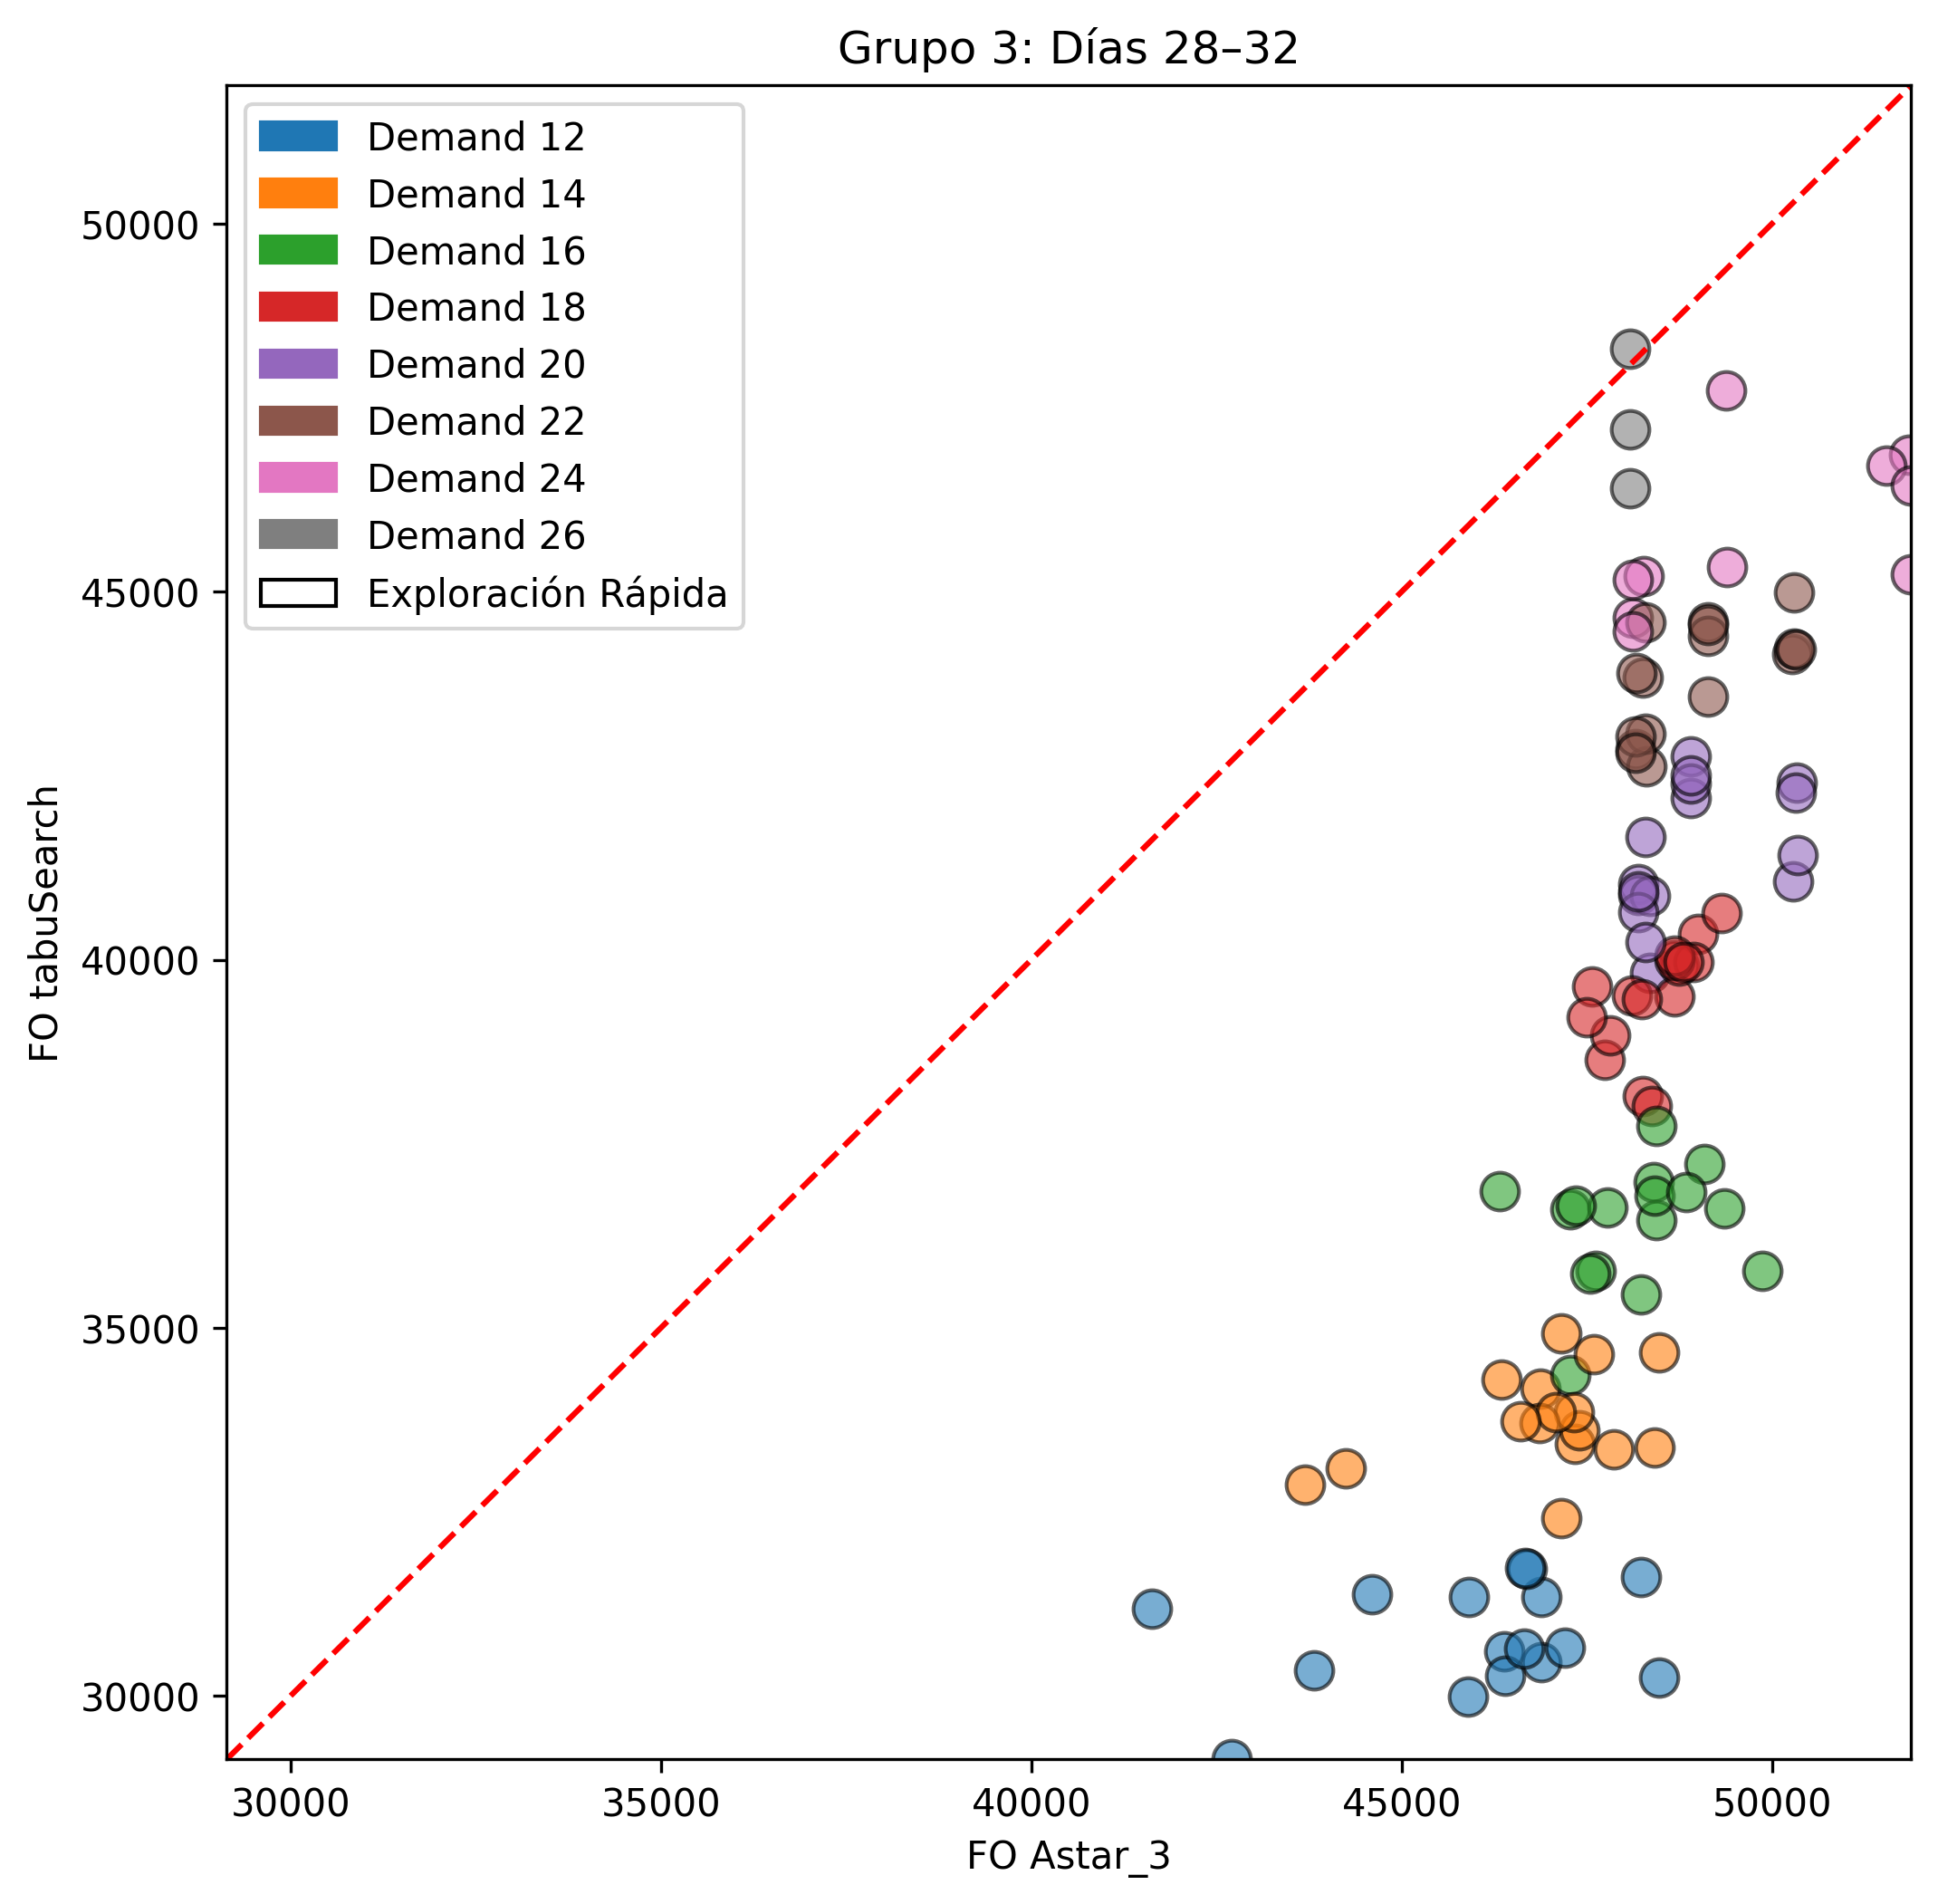 Grupo 3: Días 28–32
Demand 12
Demand 14
Demand 16
Demand 18
Demand 20
Demand 22
Demand 24
Demand 26
Exploración Rápida
50000
45000
40000
35000
30000
FO tabuSearch
30000 35000 40000 45000 50000
FO Astar_3